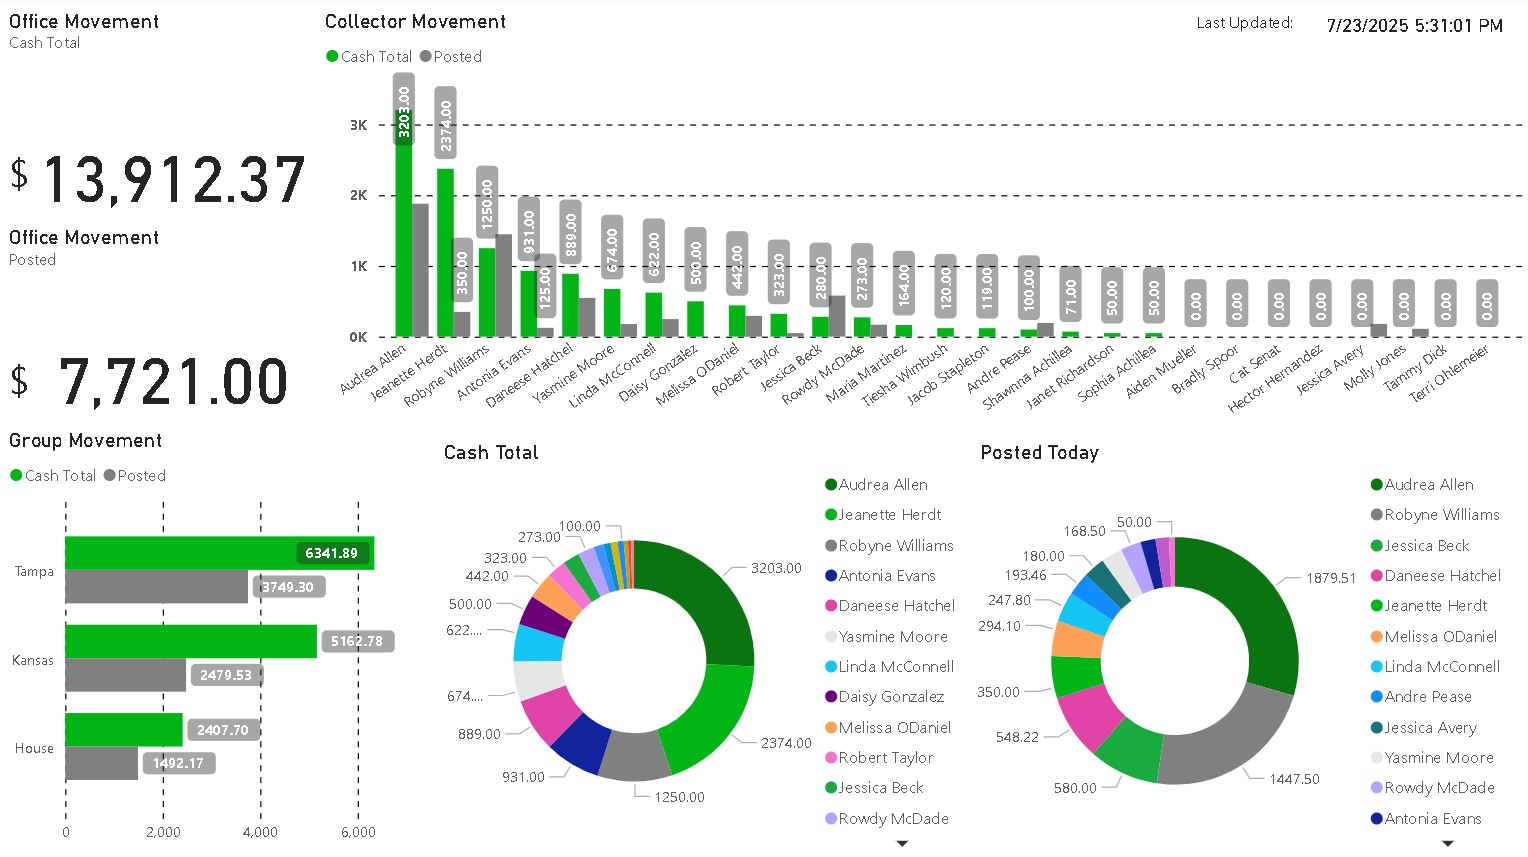 Office Movement
Cash Total
$ 13,912.37
Office Movement
Posted
$ 7,721.00
Collector Movement
Cash Total Posted
Last Updated: 7/23/2025 5:31:01 PM
3K
2K
1K
0K
3203.00
2374.00
350.00
1250.00
931.00
125.00
889.00
674.00
622.00
500.00
442.00
323.00
280.00
273.00
164.00
120.00
119.00
100.00
71.00
50.00
50.00
0.00
0.00
0.00
0.00
0.00
0.00
0.00
0.00
Audrea Allen
Jeanette Herdt
Robyne Williams
Antonia Evans
Daneese Hatchel
Yasmine Moore
Linda McConnell
Daisy Gonzalez
Melissa ODaniel
Robert Taylor
Jessica Beck
Rowdy McDade
Maria Martinez
Tiesha Wimbush
Jacob Stapleton
Andre Pease
Shawnna Achillea
Janet Richardson
Sophia Achillea
Aiden Mueller
Brady Spoor
Cat Senat
Hector Hernandez
Jessica Avery
Molly Jones
Tammy Dick
Terri Ohlemeier
Group Movement
Cash Total Posted
Tampa
6341.89
3749.30
Kansas
5162.78
2479.53
House
2407.70
1492.17
0 2,000 4,000 6,000
Cash Total
100.00
273.00
323.00
442.00
500.00
622....
674....
889.00
931.00
1250.00
2374.00
3203.00
Audrea Allen
Jeanette Herdt
Robyne Williams
Antonia Evans
Daneese Hatchel
Yasmine Moore
Linda McConnell
Daisy Gonzalez
Melissa ODaniel
Robert Taylor
Jessica Beck
Rowdy McDade
Posted Today
50.00
168.50
180.00
193.46
247.80
294.10
350.00
548.22
580.00
1447.50
1879.51
Audrea Allen
Robyne Williams
Jessica Beck
Daneese Hatchel
Jeanette Herdt
Melissa ODaniel
Linda McConnell
Andre Pease
Jessica Avery
Yasmine Moore
Rowdy McDade
Antonia Evans